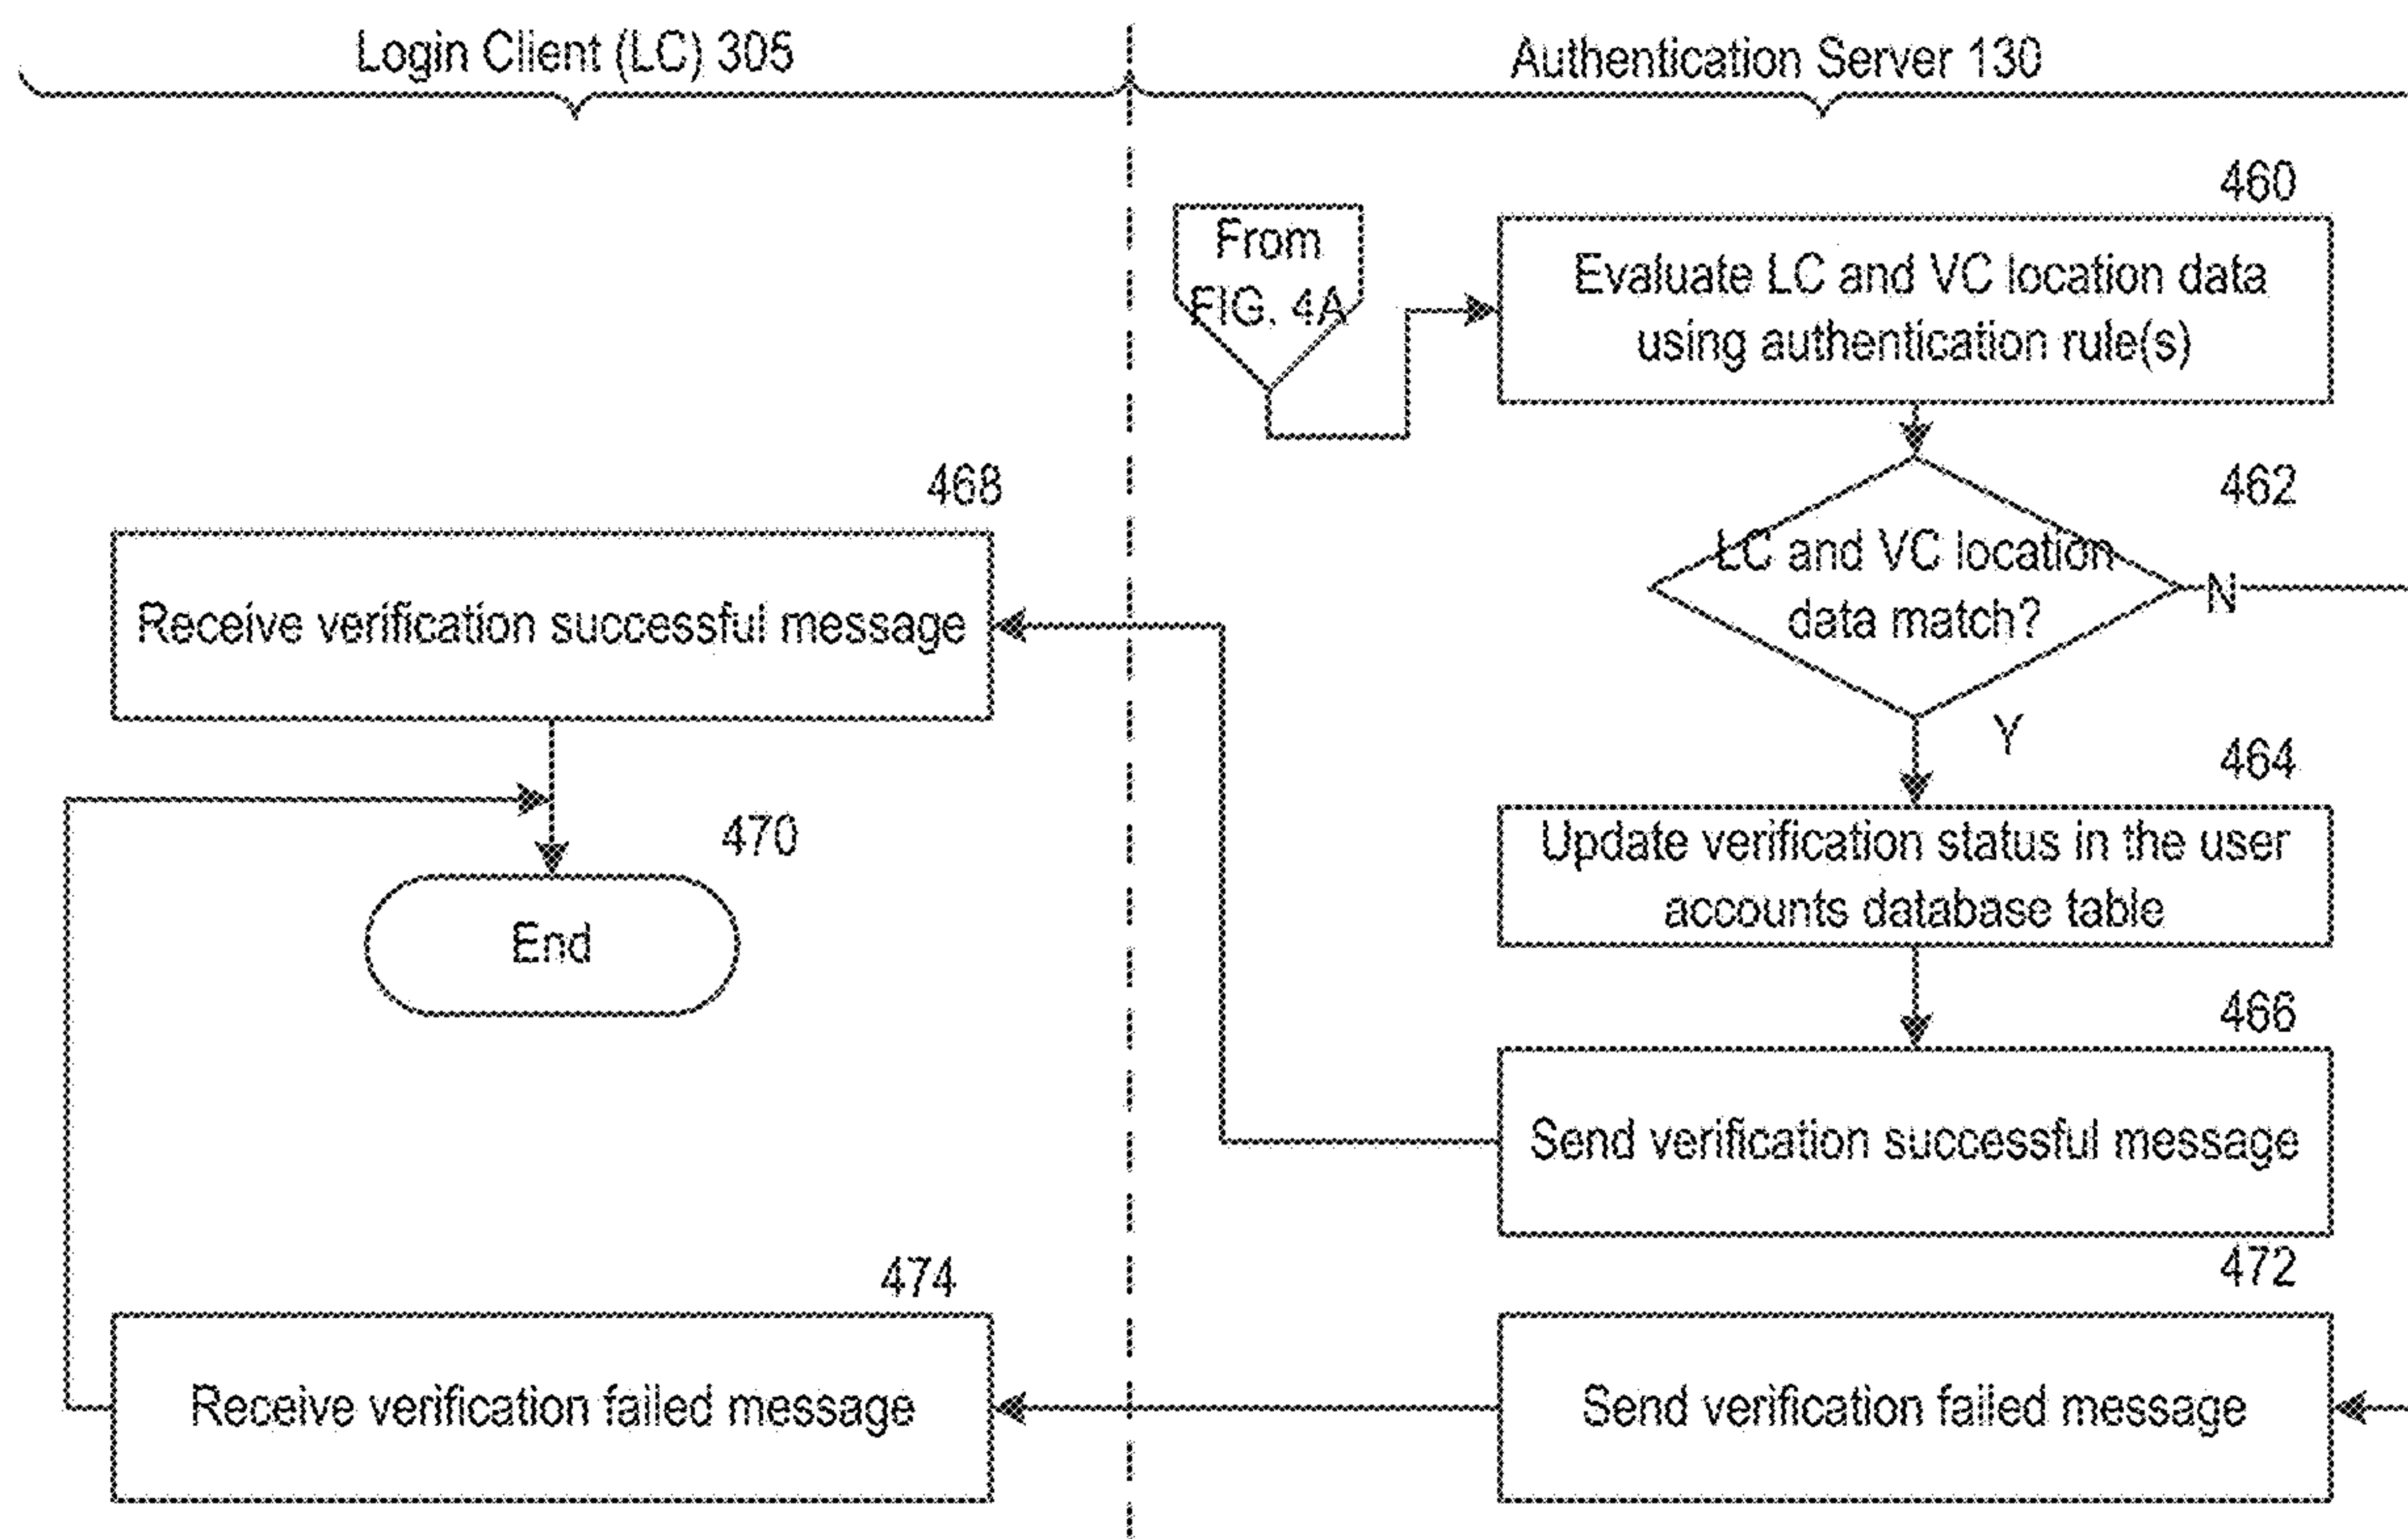 Login Client (LC) 305
Authentication Server 130
From
FIG. 4A
460
Evaluate LC and VC location data
using authentication rule(s)
462
LC and VC location
data match?
N
Y
468
Receive verification successful message
464
Update verification status in the user
accounts database table
470
End
466
Send verification successful message
472
Send verification failed message
474
Receive verification failed message